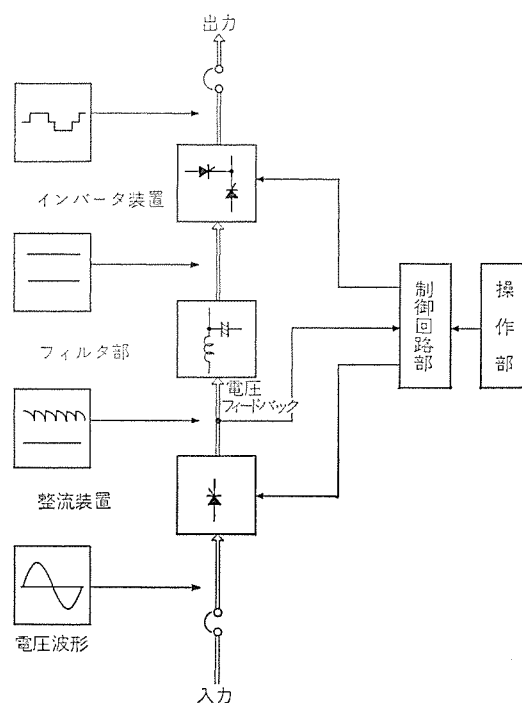 出力
インバータ装置
フィルタ部
電圧
フィードバック
制御回路部
操作部
整流装置
電圧波形
入力